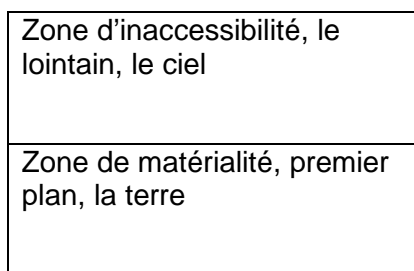 Zone d'inaccessibilité, le
lointain, le ciel
Zone de matérialité, premier
plan, la terre